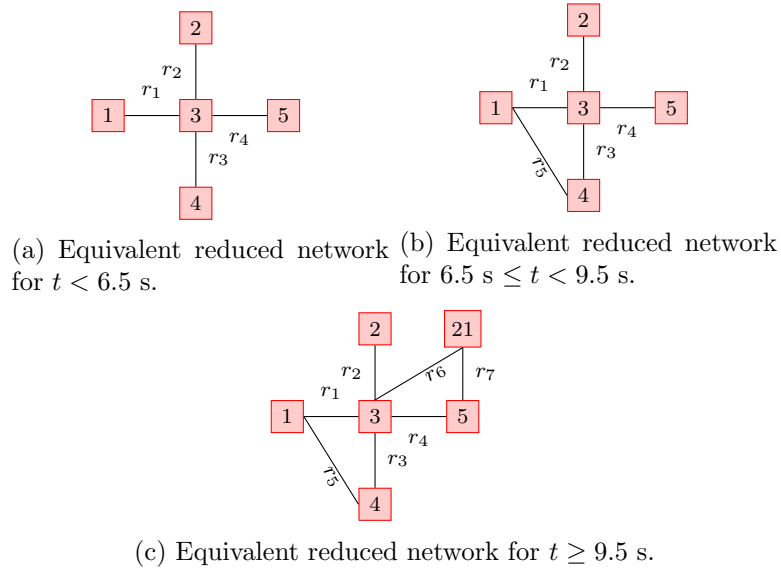 2
r₂
r₁
1
3
5
r₄
r₃
4
(a) Equivalent reduced network
for t < 6.5 s.
2
r₂
r₁
1
3
5
r₄
r₃
r₅
4
(b) Equivalent reduced network
for 6.5 s ≤ t < 9.5 s.
2
21
r₂
r₆
r₇
r₁
1
3
5
r₄
r₃
r₅
4
(c) Equivalent reduced network for t ≥ 9.5 s.